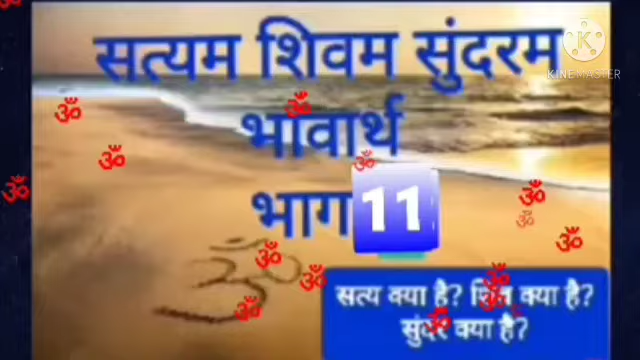 सत्यम शिवम सुंदरम
KINEMASTER
भावार्थ
भाग 11
ॐ
सत्य क्या है? शिव क्या है?
सुंदर क्या है?